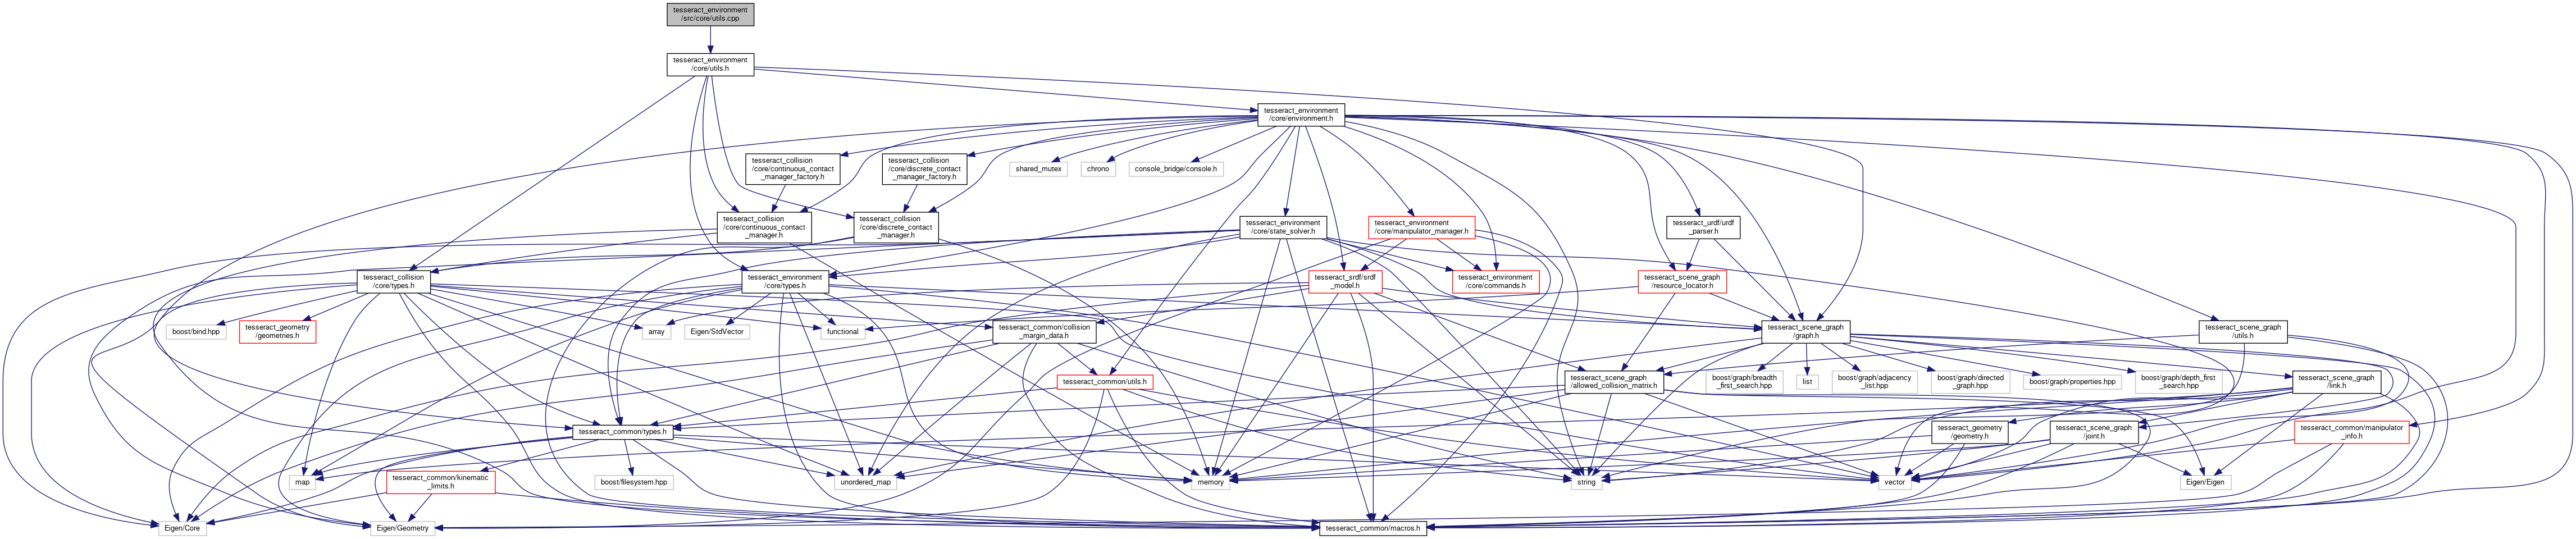 tesseract_environment
/src/core/utils.cpp
tesseract_environment
/core/utils.h
tesseract_environment
/core/environment.h
tesseract_collision
/core/continuous_contact
_manager_factory.h
tesseract_collision
/core/discrete_contact
_manager_factory.h
shared_mutex
chrono
console_bridge/console.h
tesseract_collision
/core/continuous_contact
_manager.h
tesseract_collision
/core/discrete_contact
_manager.h
tesseract_environment
/core/state_solver.h
tesseract_environment
/core/manipulator_manager.h
tesseract_urdf/urdf
_parser.h
tesseract_collision
/core/types.h
tesseract_environment
/core/types.h
tesseract_srdf/srdf
_model.h
tesseract_environment
/core/commands.h
tesseract_scene_graph
/resource_locator.h
boost/bind.hpp
tesseract_geometry
/geometries.h
array
Eigen/StdVector
functional
tesseract_common/collision
_margin_data.h
tesseract_scene_graph
/graph.h
tesseract_scene_graph
/utils.h
tesseract_common/utils.h
tesseract_scene_graph
/allowed_collision_matrix.h
boost/graph/breadth
_first_search.hpp
list
boost/graph/adjacency
_list.hpp
boost/graph/directed
_graph.hpp
boost/graph/properties.hpp
boost/graph/depth_first
_search.hpp
tesseract_scene_graph
/link.h
tesseract_common/types.h
tesseract_geometry
/geometry.h
tesseract_scene_graph
/joint.h
tesseract_common/manipulator
_info.h
map
tesseract_common/kinematic
_limits.h
boost/filesystem.hpp
unordered_map
memory
string
vector
Eigen/Eigen
Eigen/Core
Eigen/Geometry
tesseract_common/macros.h